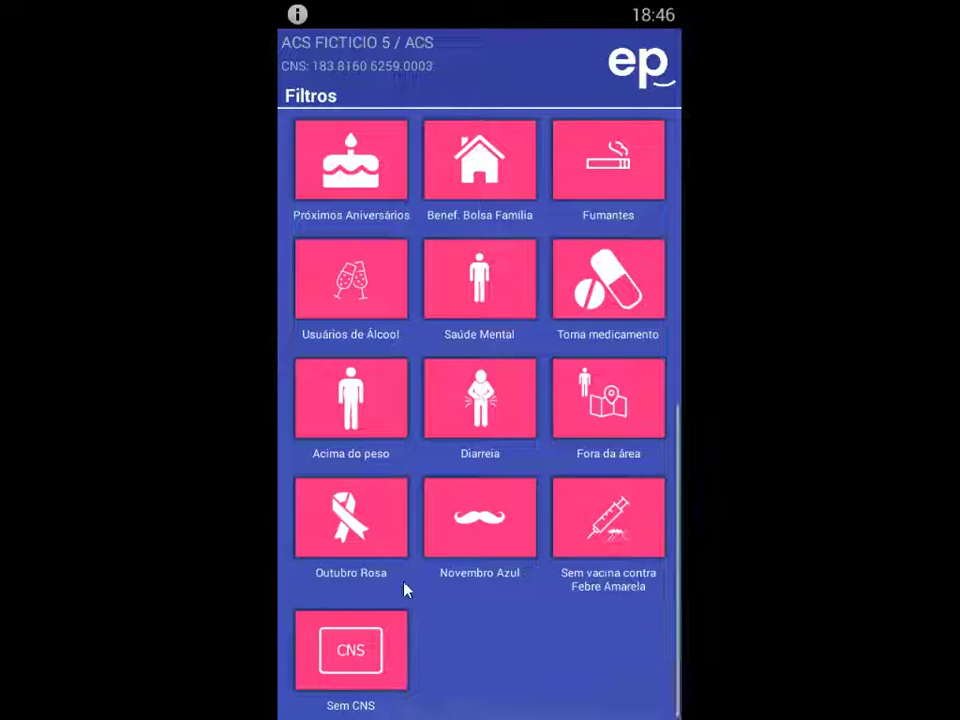 18:46
ACS FICTICIO 5 / ACS
CNS: 183.8160 6259.0003
ep
Filtros
Próximos Aniversários
Benef. Bolsa Família
Fumantes
Usuários de Álcool
Saúde Mental
Toma medicamento
Acima do peso
Diarreia
Fora da área
Outubro Rosa
Novembro Azul
Sem vacina contra
Febre Amarela
CNS
Sem CNS